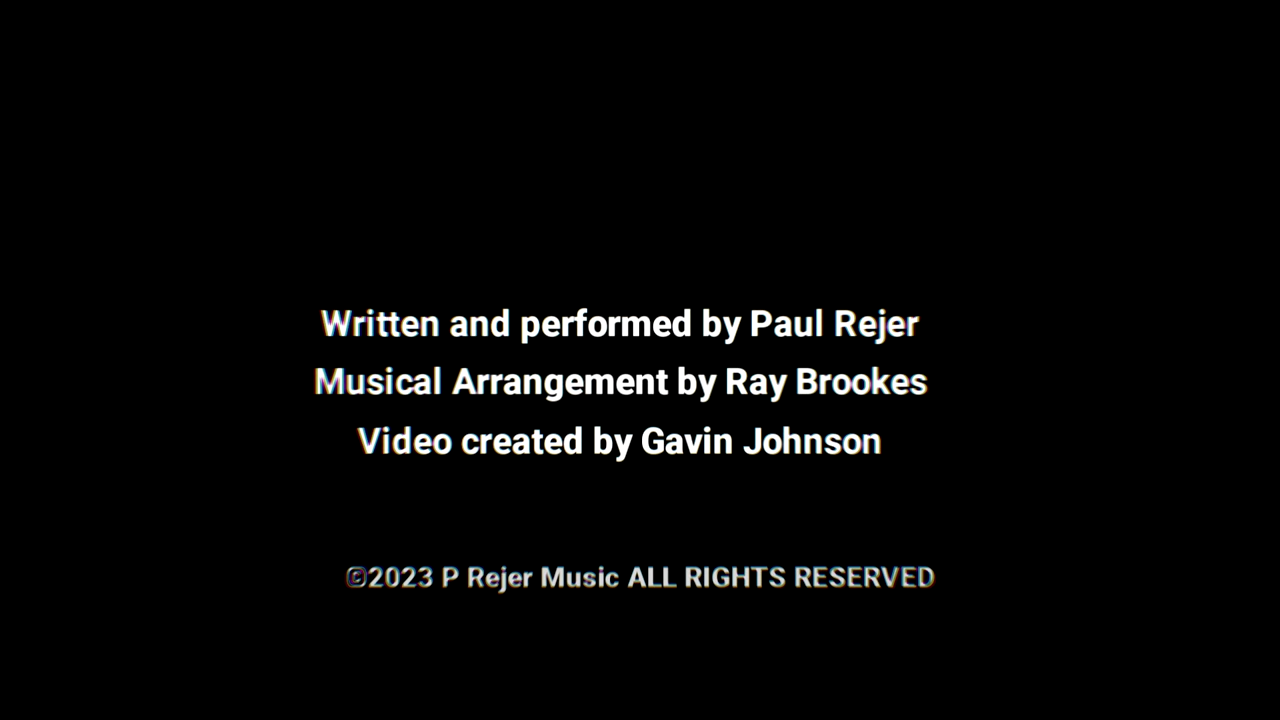 Written and performed by Paul Rejer
Musical Arrangement by Ray Brookes
Video created by Gavin Johnson
©2023 P Rejer Music ALL RIGHTS RESERVED